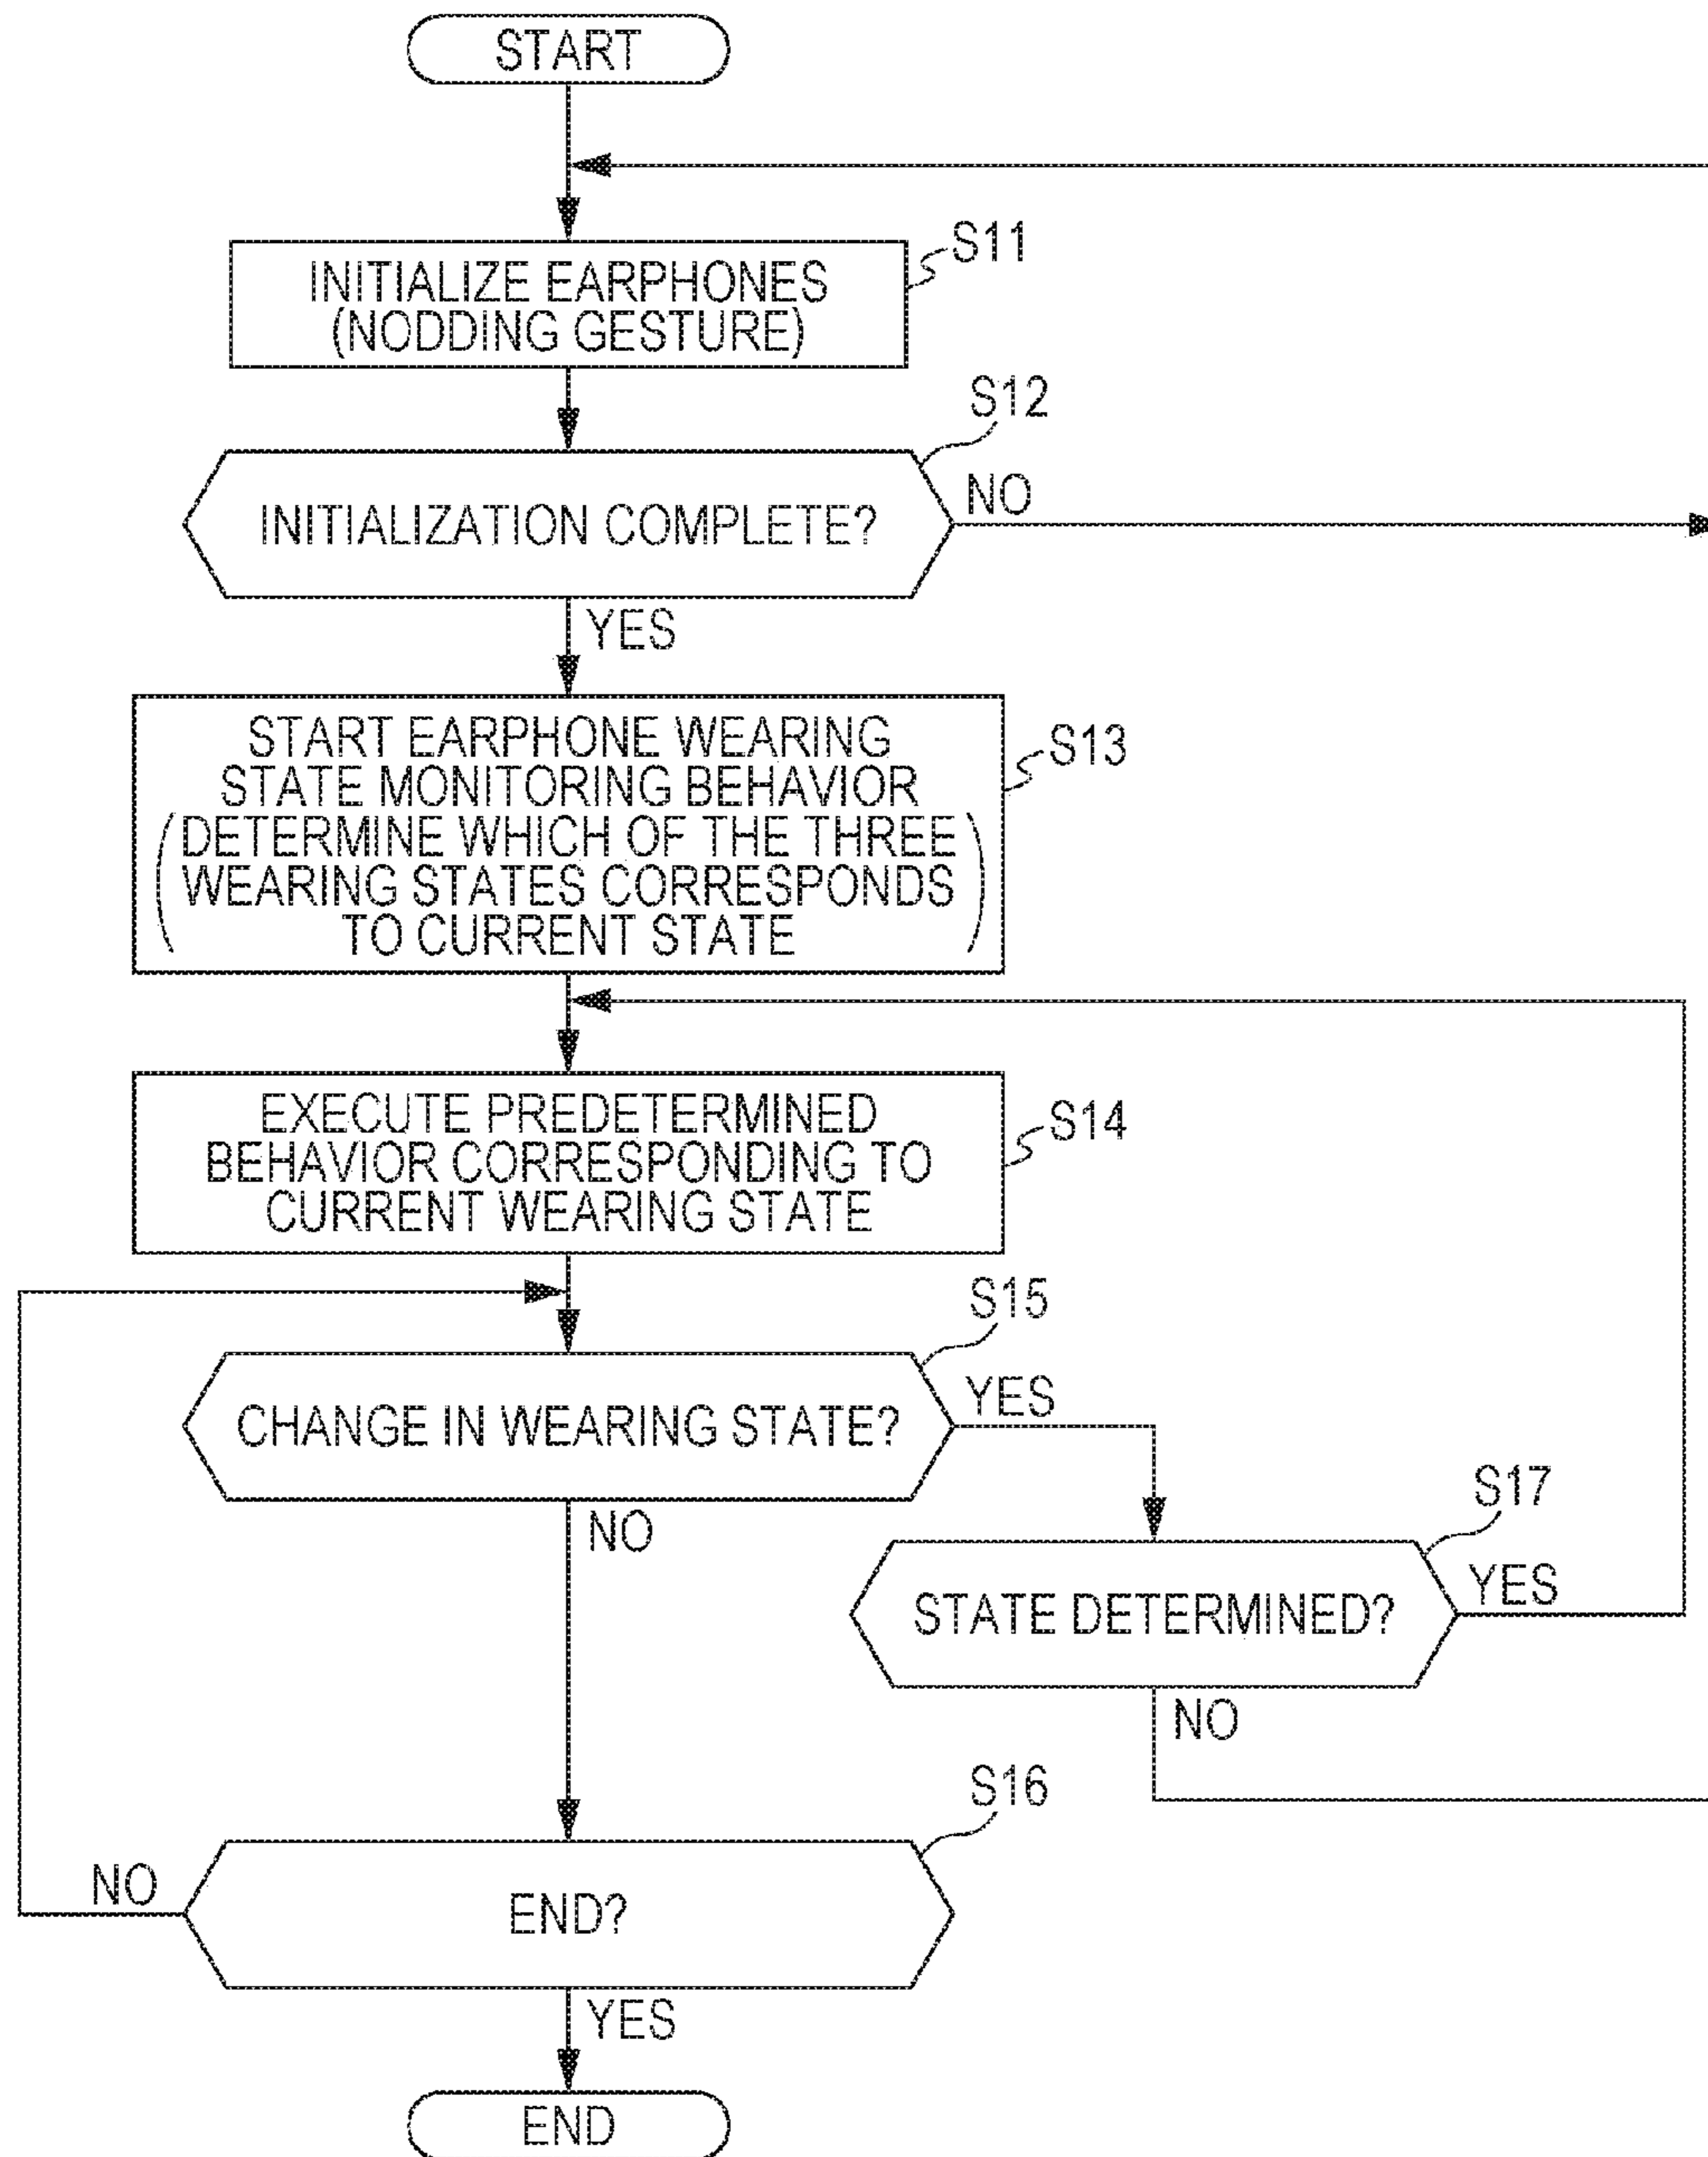 START
S11
INITIALIZE EARPHONES
(NODDING GESTURE)
S12
INITIALIZATION COMPLETE?
NO
YES
S13
START EARPHONE WEARING
STATE MONITORING BEHAVIOR
(DETERMINE WHICH OF THE THREE
WEARING STATES CORRESPONDS
TO CURRENT STATE)
S14
EXECUTE PREDETERMINED
BEHAVIOR CORRESPONDING TO
CURRENT WEARING STATE
S15
CHANGE IN WEARING STATE?
YES
NO
S17
STATE DETERMINED?
YES
NO
S16
END?
NO
YES
END